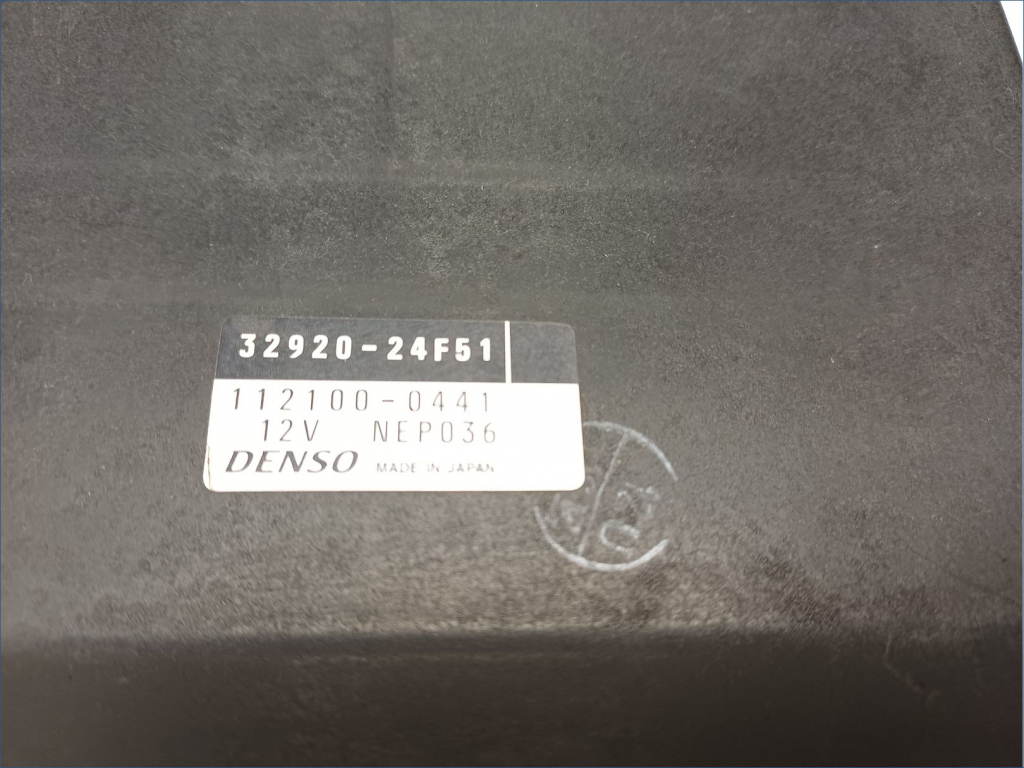 32920-24F51
112100-0441
12V NEP036
DENSO MADE IN JAPAN